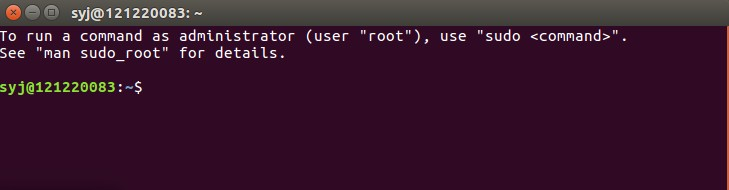 syj@121220083: ~
To run a command as administrator (user "root"), use "sudo <command>".
See "man sudo_root" for details.
syj@121220083:~$